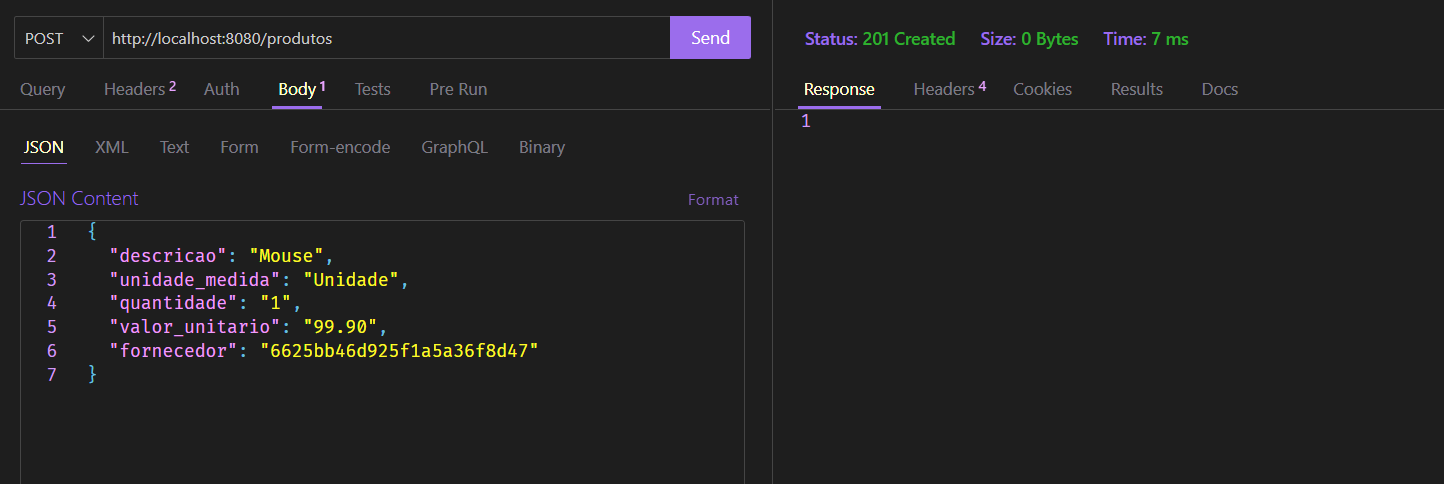 POST http://localhost:8080/produtos Send
Query Headers 2 Auth Body 1 Tests Pre Run
JSON XML Text Form Form-encode GraphQL Binary
JSON Content Format
1 {
2 "descricao": "Mouse",
3 "unidade_medida": "Unidade",
4 "quantidade": "1",
5 "valor_unitario": "99.90",
6 "fornecedor": "6625bb46d925f1a5a36f8d47"
7 }
Status: 201 Created Size: 0 Bytes Time: 7 ms
Response Headers 4 Cookies Results Docs
1